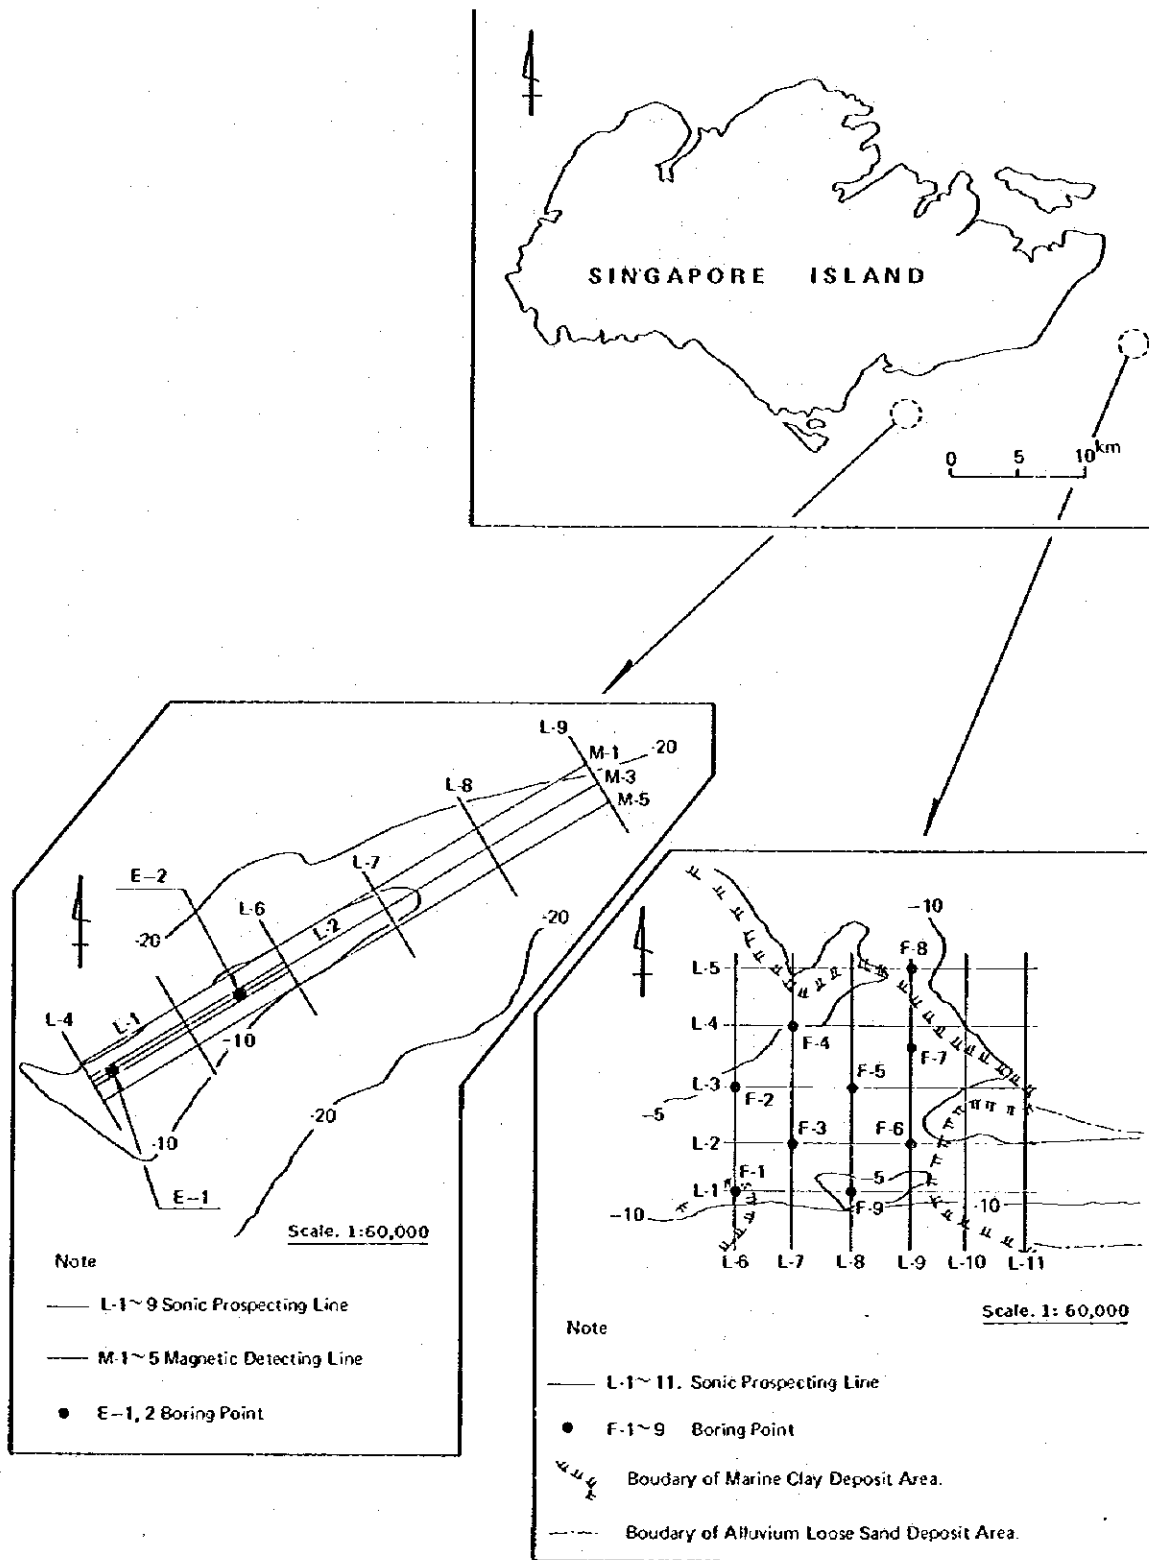 SINGAPORE ISLAND
0 5 10 km
L-9
M-1
-20
M-3
L-8
M-5
L-7
E-2
L-6
L-2
-20
-20
L-4
L-1
-10
-20
-10
E-1
Scale. 1:60,000
Note
L-1~9 Sonic Prospecting Line
M-1~5 Magnetic Detecting Line
E-1, 2 Boring Point
-10
F-8
L-5
L-4
F-4
F-7
L-3
F-5
F-2
-5
L-2
F-3
F-6
F-1
L-1
-5
-10
F-9
-10
L-6 L-7 L-8 L-9 L-10 L-11
Scale. 1: 60,000
Note
L-1~11. Sonic Prospecting Line
F-1~9 Boring Point
Boudary of Marine Clay Deposit Area.
Boudary of Alluvium Loose Sand Deposit Area.